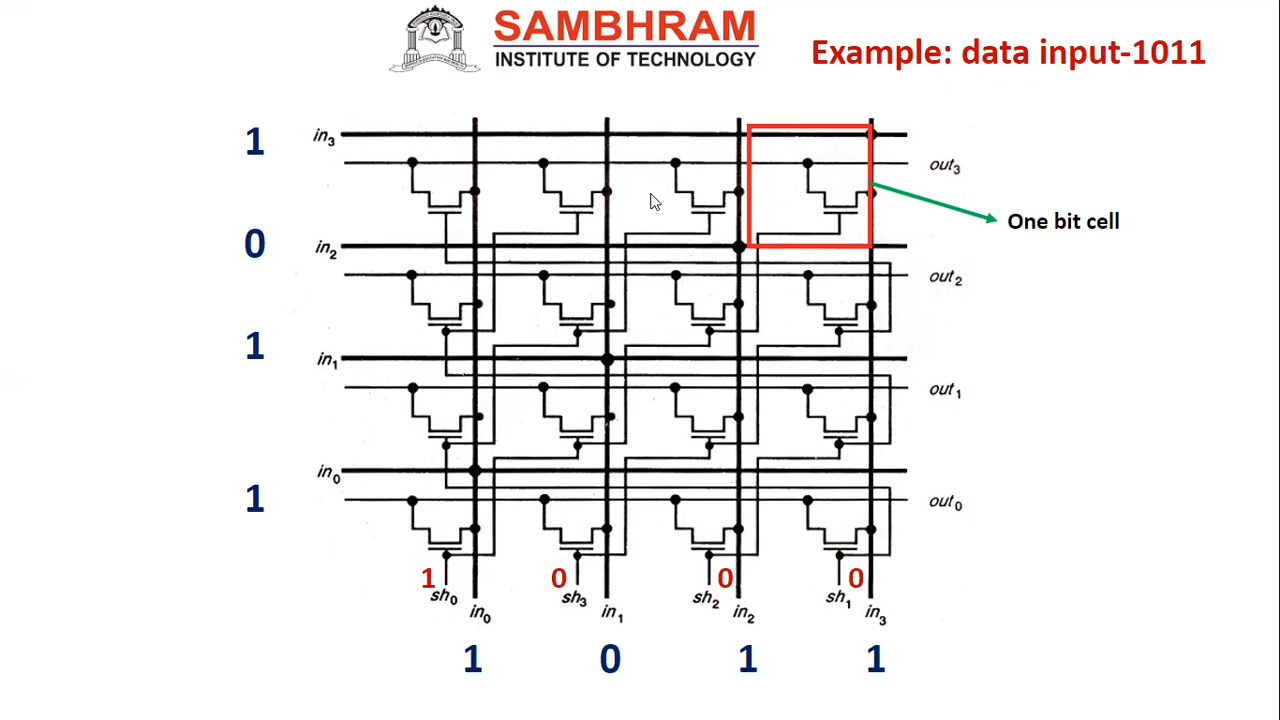 SAMBHRAM
INSTITUTE OF TECHNOLOGY
Example: data input-1011
1 in3
out3
One bit cell
0 in2
out2
1 in1
out1
in0
1
out0
1 0 0 0
sh0 sh3 sh2 sh1
in0 in1 in2 in3
1 0 1 1